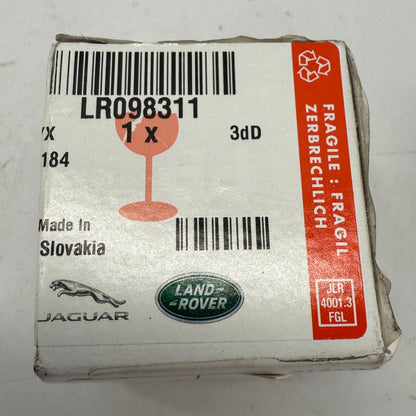 LR098311
1 x
3dD
184
Made In
Slovakia
JAGUAR
LAND-
-ROVER
FRAGILE : FRAGIL
ZERBRECHLICH
JLR
4001.3
FGL